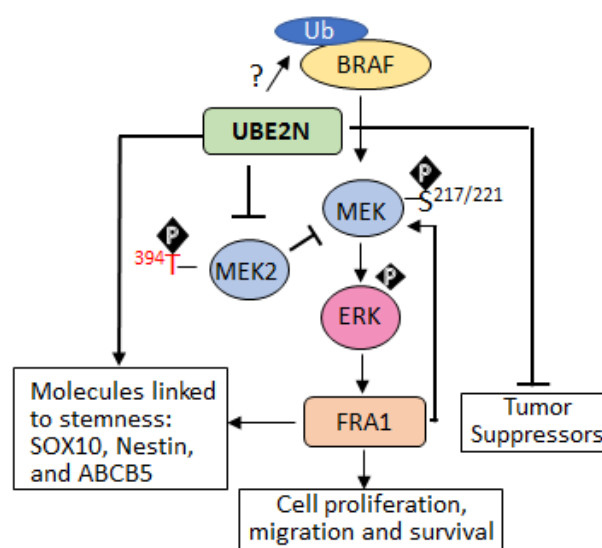 Ub
BRAF
?
UBE2N
P
MEK
S217/221
P
394T
MEK2
P
ERK
Molecules linked
to stemness:
SOX10, Nestin,
and ABCB5
FRA1
Tumor
Suppressors
Cell proliferation,
migration and survival